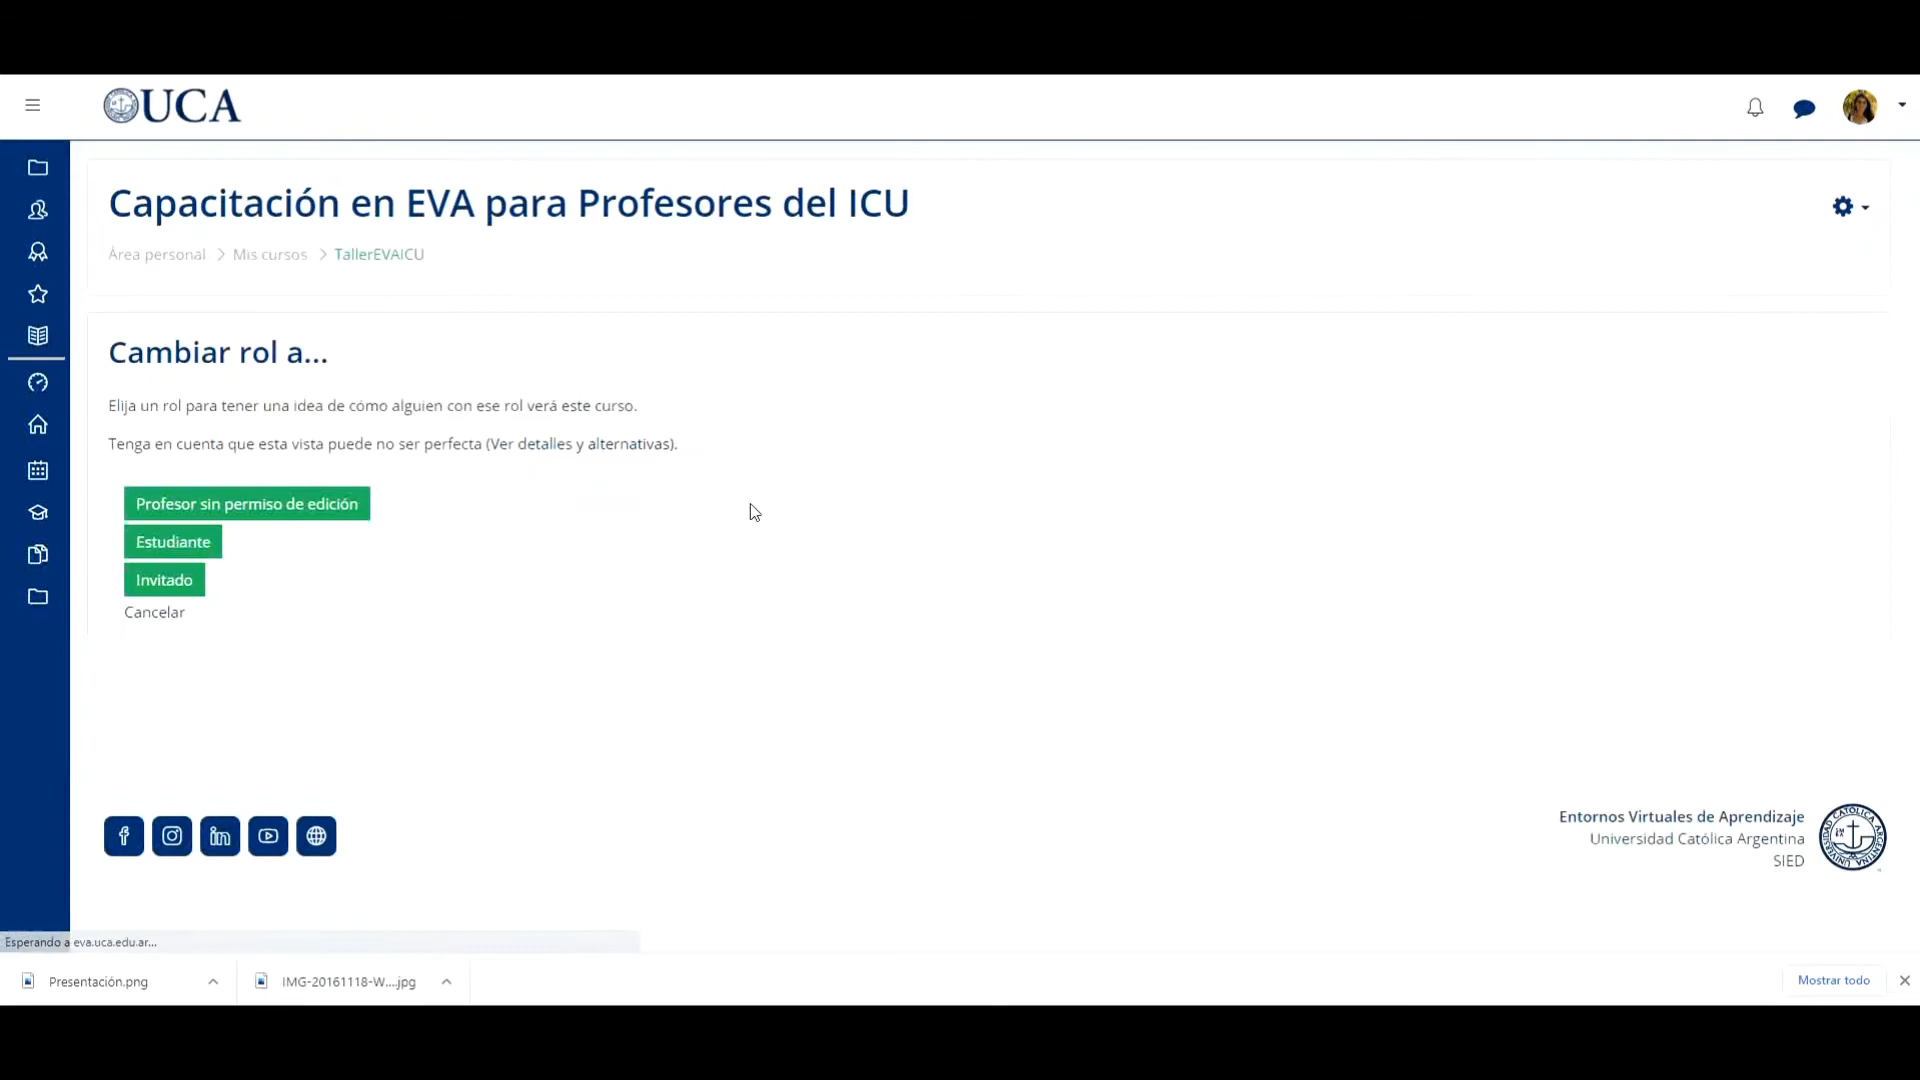 UCA
Capacitación en EVA para Profesores del ICU
Área personal > Mis cursos > TallerEVAICU
Cambiar rol a...
Elija un rol para tener una idea de cómo alguien con ese rol verá este curso.
Tenga en cuenta que esta vista puede no ser perfecta (Ver detalles y alternativas).
Profesor sin permiso de edición
Estudiante
Invitado
Cancelar
Entornos Virtuales de Aprendizaje
Universidad Católica Argentina
SIED
Esperando a eva.uca.edu.ar...
Presentación.png
IMG-20161118-W....jpg
Mostrar todo